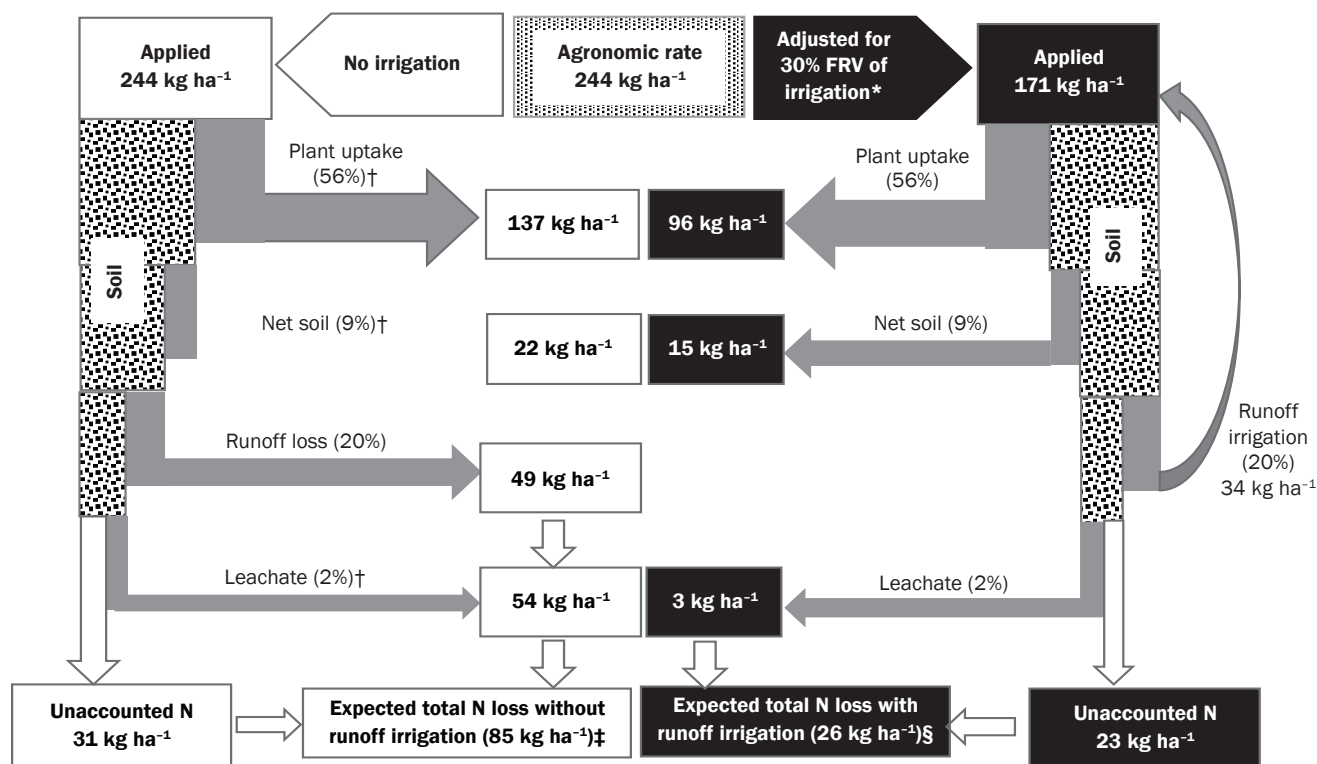 Applied
244 kg ha⁻¹
No irrigation
Agronomic rate
244 kg ha⁻¹
Adjusted for
30% FRV of
irrigation*
Applied
171 kg ha⁻¹
Plant uptake
(56%)†
Plant uptake
(56%)
137 kg ha⁻¹
96 kg ha⁻¹
Soil
Soil
Net soil (9%)†
22 kg ha⁻¹
15 kg ha⁻¹
Net soil (9%)
Runoff loss (20%)
49 kg ha⁻¹
Runoff
irrigation
(20%)
34 kg ha⁻¹
Leachate (2%)†
54 kg ha⁻¹
3 kg ha⁻¹
Leachate (2%)
Unaccounted N
31 kg ha⁻¹
Expected total N loss without
runoff irrigation (85 kg ha⁻¹)‡
Expected total N loss with
runoff irrigation (26 kg ha⁻¹)§
Unaccounted N
23 kg ha⁻¹